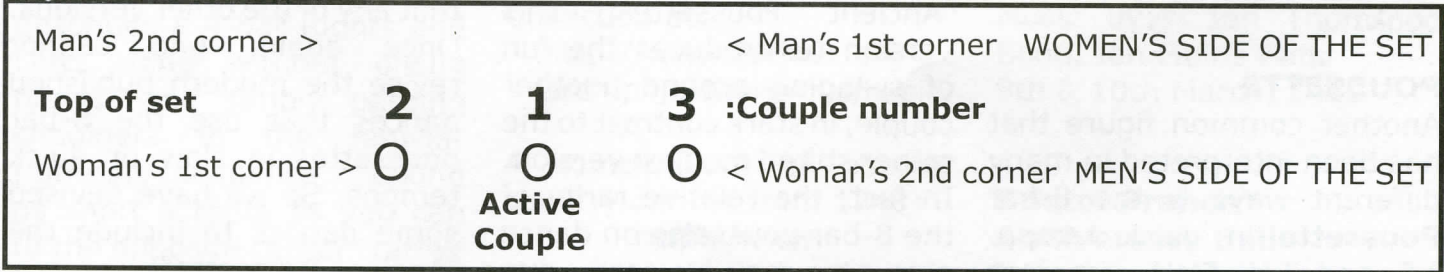 Man's 2nd corner > < Man's 1st corner WOMEN'S SIDE OF THE SET
Top of set 2 1 3 :Couple number
Woman's 1st corner > O O O < Woman's 2nd corner MEN'S SIDE OF THE SET
Active
Couple